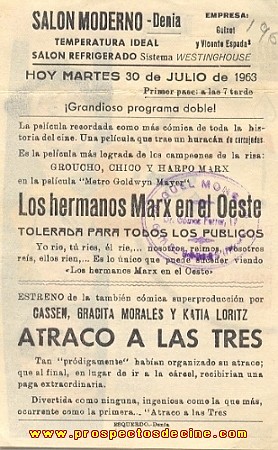 SALON MODERNO - Denia
EMPRESA:
Guixot
y Vicente Espadaª
TEMPERATURA IDEAL
SALON REFRIGERADO Sistema WESTINGHOUSE
HOY MARTES 30 de JULIO de 1963
Primer pase: a las 7 tarde
¡Grandioso programa doble!
La película recordada como más cómica de toda la his-
toria del cine. Una película que tras un huracán de carcajadas
Es la película más lograda de los campeones de la risa:
GROUCHO, CHICO Y HARPO MARX
en la película "Metro Goldwyn Mayer"
Los hermanos Marx en el Oeste
TOLERADA PARA TODOS LOS PUBLICOS
Yo río, tú ríes, él ríe,... nosotros, reimos, vosotros
reís, ellos ríen,... Es lo único que puede suceder viendo
«Los hermanos Marx en el Oeste»
ESTRENO de la también cómica superproducción por
CASSEN, GRACITA MORALES Y KATIA LORITZ
ATRACO A LAS TRES
Tan "pródigamente" habían organizado su atraco;
que al final, en lugar de ir a la cárcel, recibirían una
paga extraordinaria.
Divertida como ninguna, ingeniosa como la que más,
ocurrente como la primera... "Atraco a las Tres
ESQUERDO.-Denia
www.prospectosdecine.com